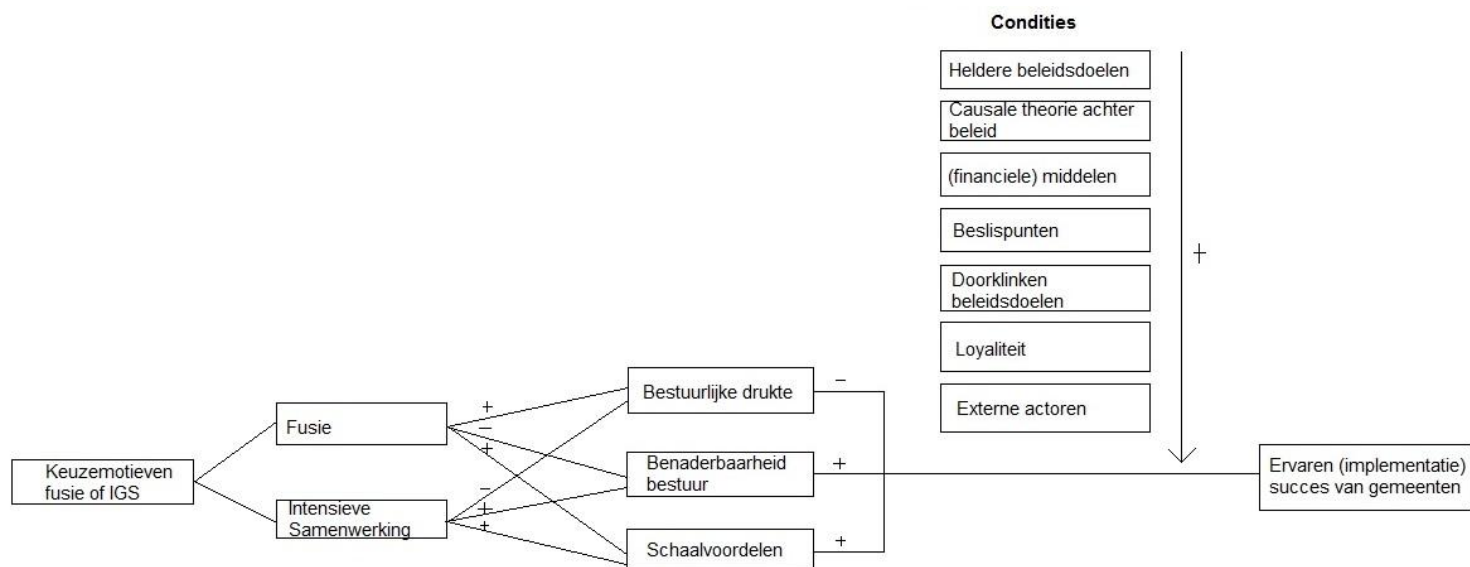 Condities
Heldere beleidsdoelen
Causale theorie achter
beleid
(financiele) middelen
Beslispunten
+
Doorklinken
beleidsdoelen
Loyaliteit
Externe actoren
Keuzemotieven
fusie of IGS
Fusie
+
−
+
Intensieve
Samenwerking
−
+
+
Bestuurlijke drukte
−
Benaderbaarheid
bestuur
+
Schaalvoordelen
+
Ervaren (implementatie)
succes van gemeenten